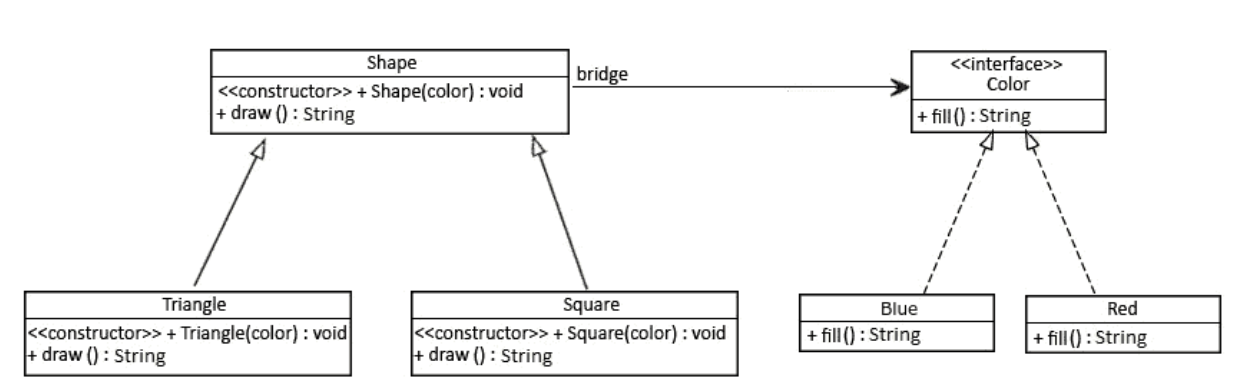 Shape
<<constructor>> + Shape(color) : void
+ draw () : String
bridge
<<interface>>
Color
+ fill() : String
Triangle
<<constructor>> + Triangle(color) : void
+ draw () : String
Square
<<constructor>> + Square(color) : void
+ draw () : String
Blue
+ fill() : String
Red
+ fill() : String